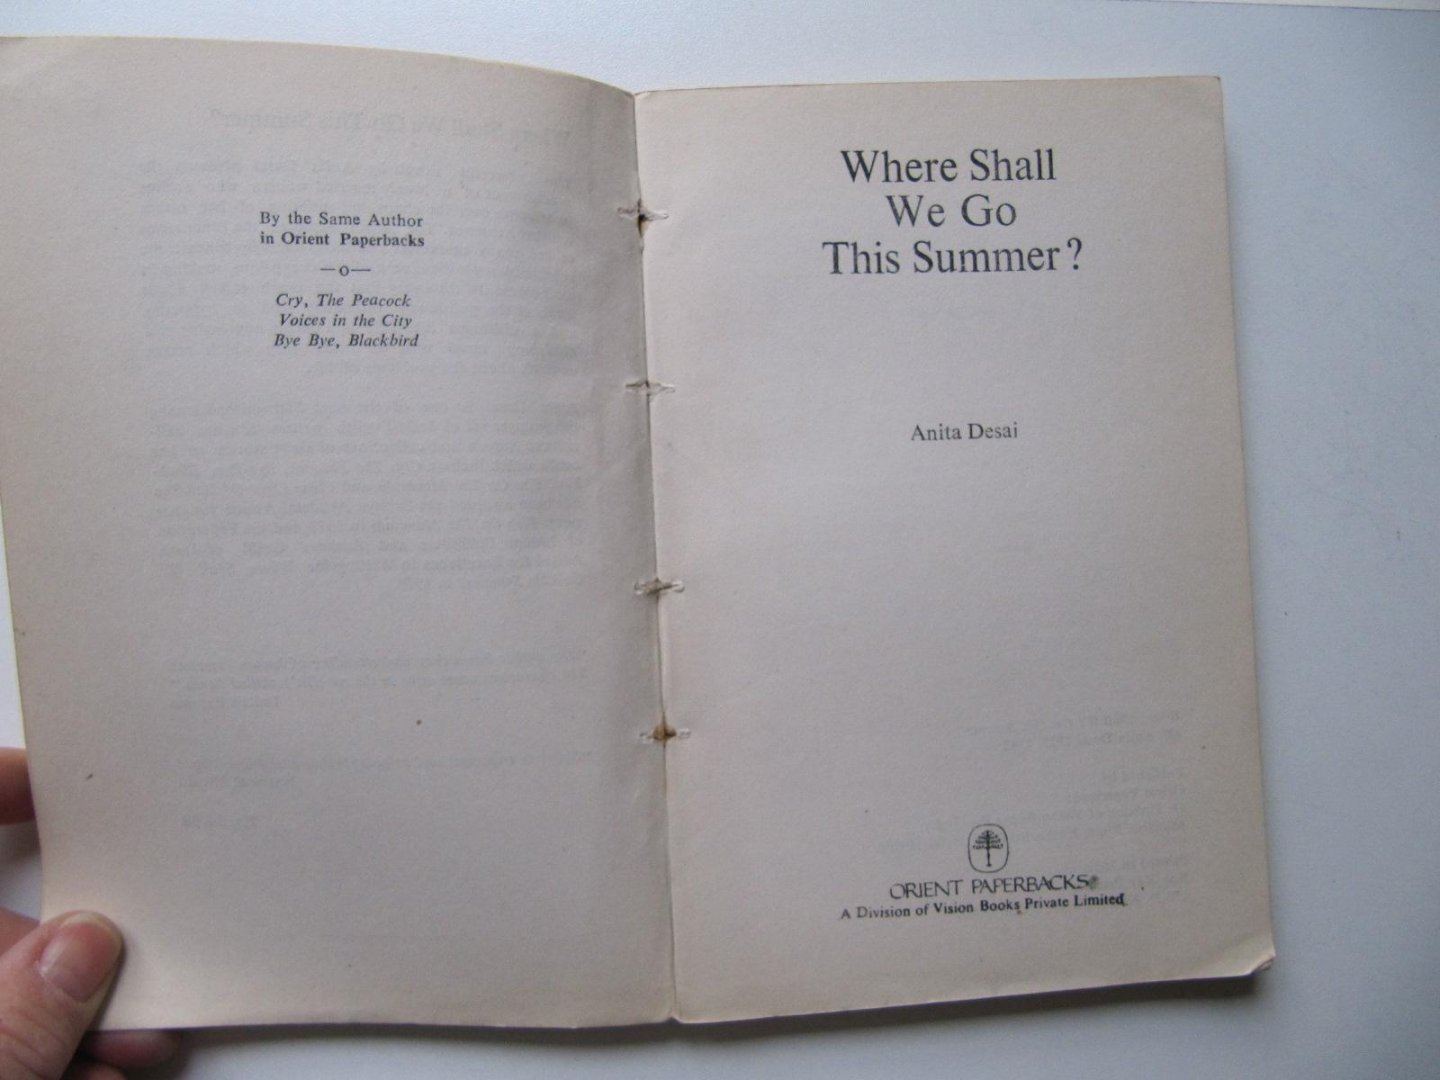 By the Same Author
in Orient Paperbacks
—o—
Cry, The Peacock
Voices in the City
Bye Bye, Blackbird
Where Shall
We Go
This Summer?
Anita Desai
ORIENT PAPERBACKS
A Division of Vision Books Private Limited